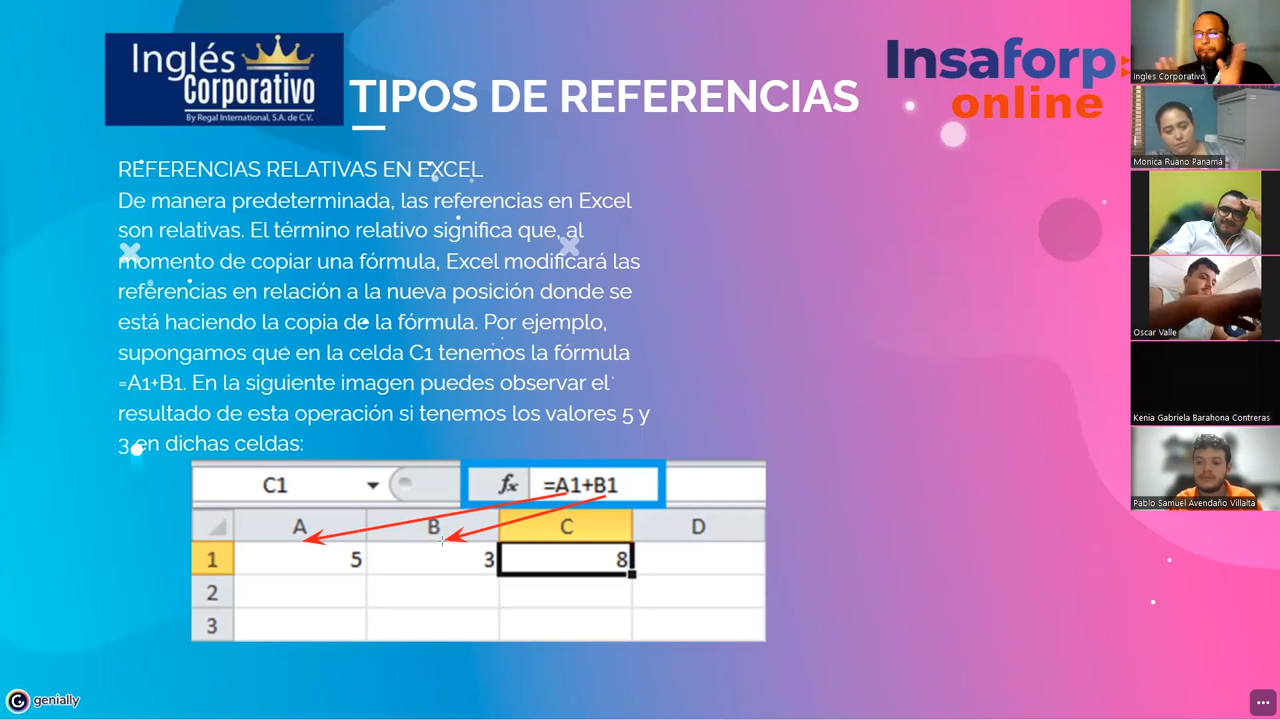 Inglés
Corporativo
By Regal International, S.A. de C.V.
TIPOS DE REFERENCIAS
Insaforp
online
REFERENCIAS RELATIVAS EN EXCEL
De manera predeterminada, las referencias en Excel
son relativas. El término relativo significa que, al
momento de copiar una fórmula, Excel modificará las
referencias en relación a la nueva posición donde se
está haciendo la copia de la fórmula. Por ejemplo,
supongamos que en la celda C1 tenemos la fórmula
=A1+B1. En la siguiente imagen puedes observar el
resultado de esta operación si tenemos los valores 5 y
3 en dichas celdas:
C1 fx =A1+B1
A B C D
1 5 3 8
2
3
genially
Ingles Corporativo
Monica Ruano Panamá
Oscar Valle
Kenia Gabriela Barahona Contreras
Pablo Samuel Avendaño Villalta